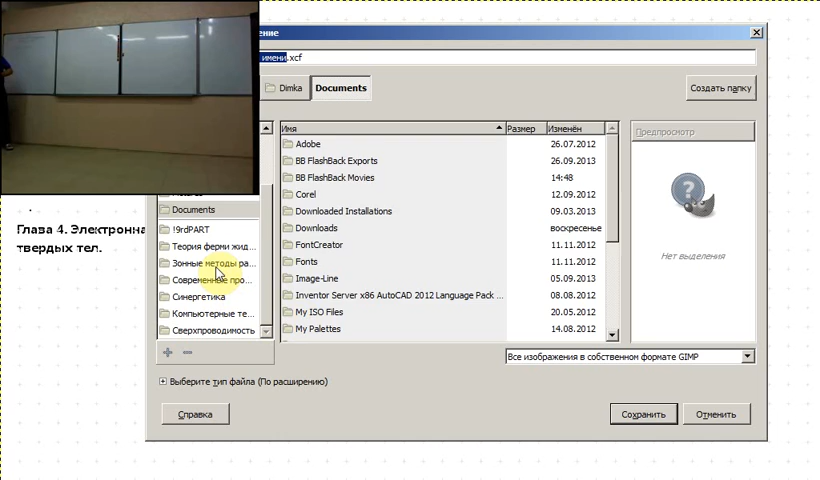 ение
имени.xcf
Dimka
Documents
Создать папку
Имя
Размер
Изменён
Предпросмотр
Documents
!9rdPART
Теория ферми жид...
Зонные методы ра...
Современные про...
Синергетика
Компьютерные те...
Сверхпроводимость
Adobe 26.07.2012
BB FlashBack Exports 26.09.2013
BB FlashBack Movies 14:48
Corel 12.09.2012
Downloaded Installations 09.03.2013
Downloads воскресенье
FontCreator 11.11.2012
Fonts 11.11.2012
Image-Line 05.09.2013
Inventor Server x86 AutoCAD 2012 Language Pack ... 08.08.2012
My ISO Files 20.05.2012
My Palettes 14.08.2012
Нет выделения
Глава 4. Электронна
твердых тел.
Все изображения в собственном формате GIMP
Выберите тип файла (По расширению)
Справка
Сохранить
Отменить